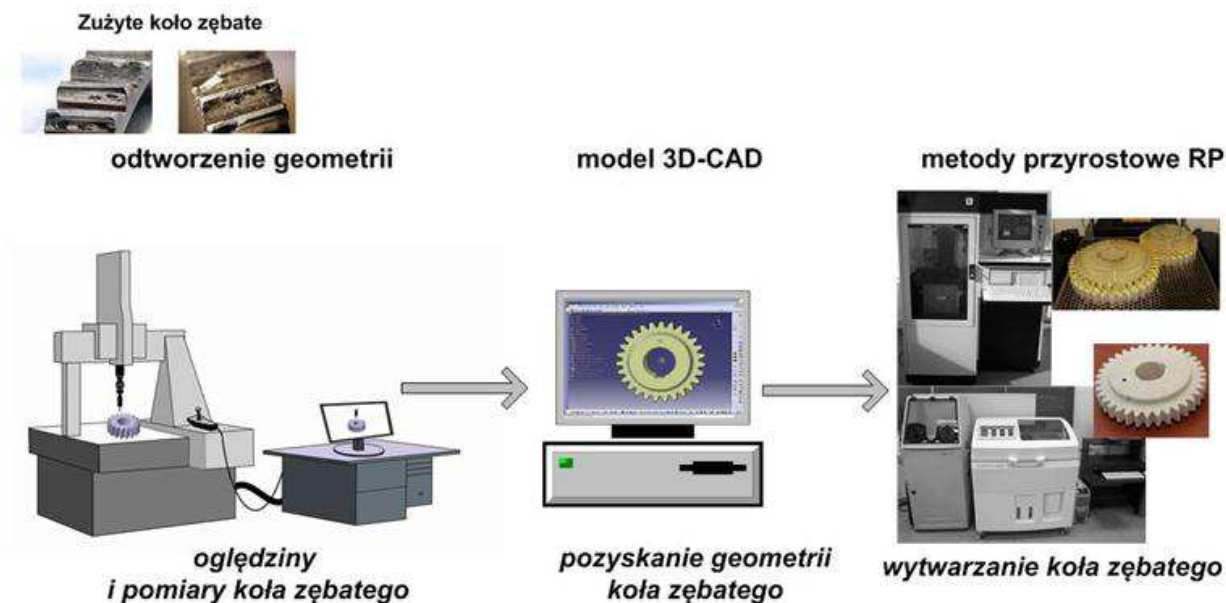 Zużyte koło zębate
odtworzenie geometrii
model 3D-CAD
metody przyrostowe RP
oględziny
i pomiary koła zębatego
pozyskanie geometrii
koła zębatego
wytwarzanie koła zębatego